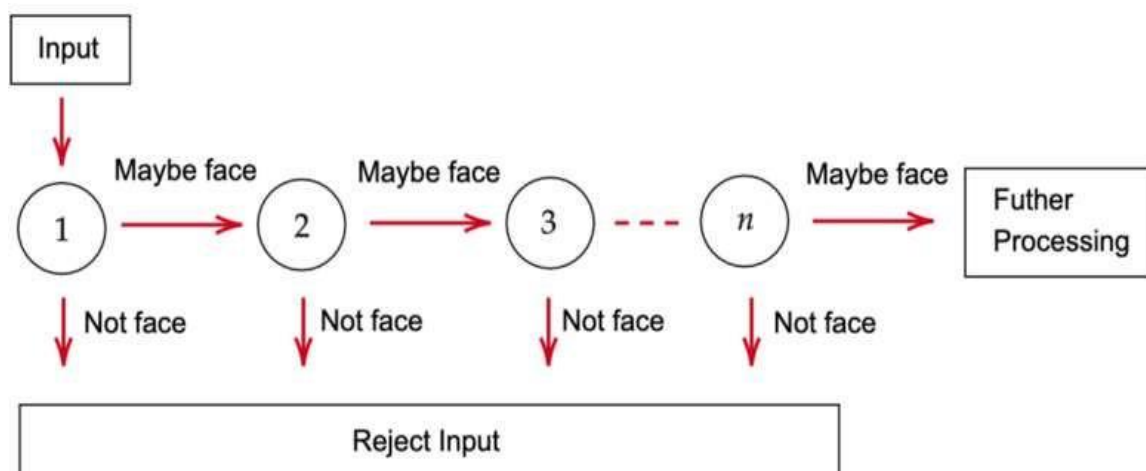 Input
Maybe face
Maybe face
Maybe face
1
2
3
n
Futher
Processing
Not face
Not face
Not face
Not face
Reject Input